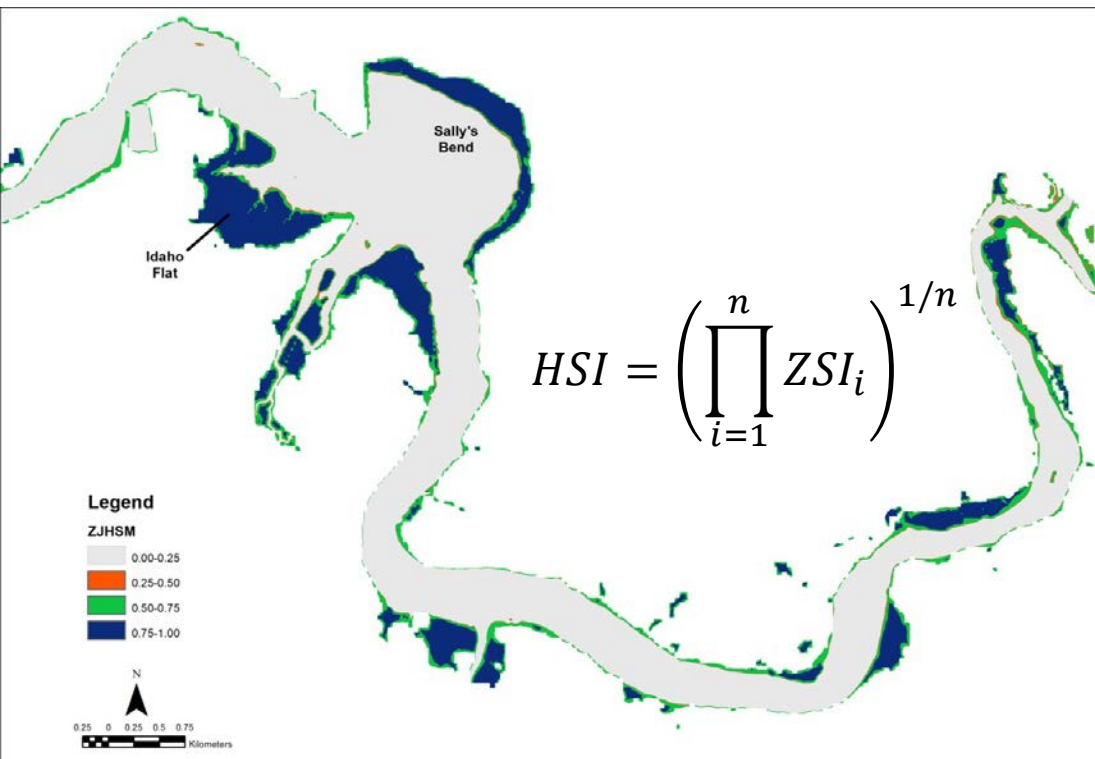 Sally's
Bend
Idaho
Flat
HSI = (∏_{i=1}^{n} ZSI_i)^{1/n}
Legend
ZJHSM
0.00-0.25
0.25-0.50
0.50-0.75
0.75-1.00
N
0.25 0 0.25 0.5 0.75
Kilometers